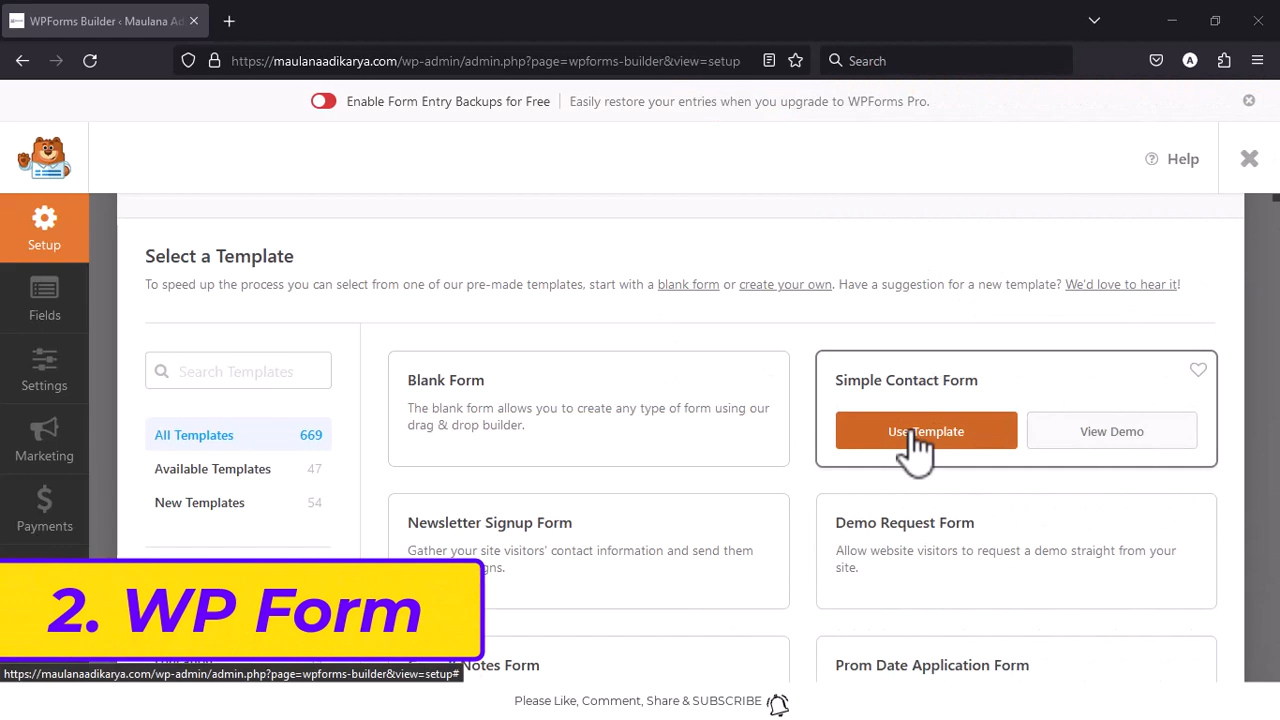 WPForms Builder ‹ Maulana Ad
https://maulanaadikarya.com/wp-admin/admin.php?page=wpforms-builder&view=setup
Search
A
Enable Form Entry Backups for Free
Easily restore your entries when you upgrade to WPForms Pro.
Help
Setup
Fields
Settings
Marketing
Payments
Select a Template
To speed up the process you can select from one of our pre-made templates, start with a blank form or create your own. Have a suggestion for a new template? We'd love to hear it!
Search Templates
All Templates 669
Available Templates 47
New Templates 54
Blank Form
The blank form allows you to create any type of form using our
drag & drop builder.
Simple Contact Form
Use Template
View Demo
Newsletter Signup Form
Gather your site visitors' contact information and send them
Demo Request Form
Allow website visitors to request a demo straight from your
site.
Notes Form
Prom Date Application Form
2. WP Form
https://maulanaadikarya.com/wp-admin/admin.php?page=wpforms-builder&view=setup#
Please Like, Comment, Share & SUBSCRIBE